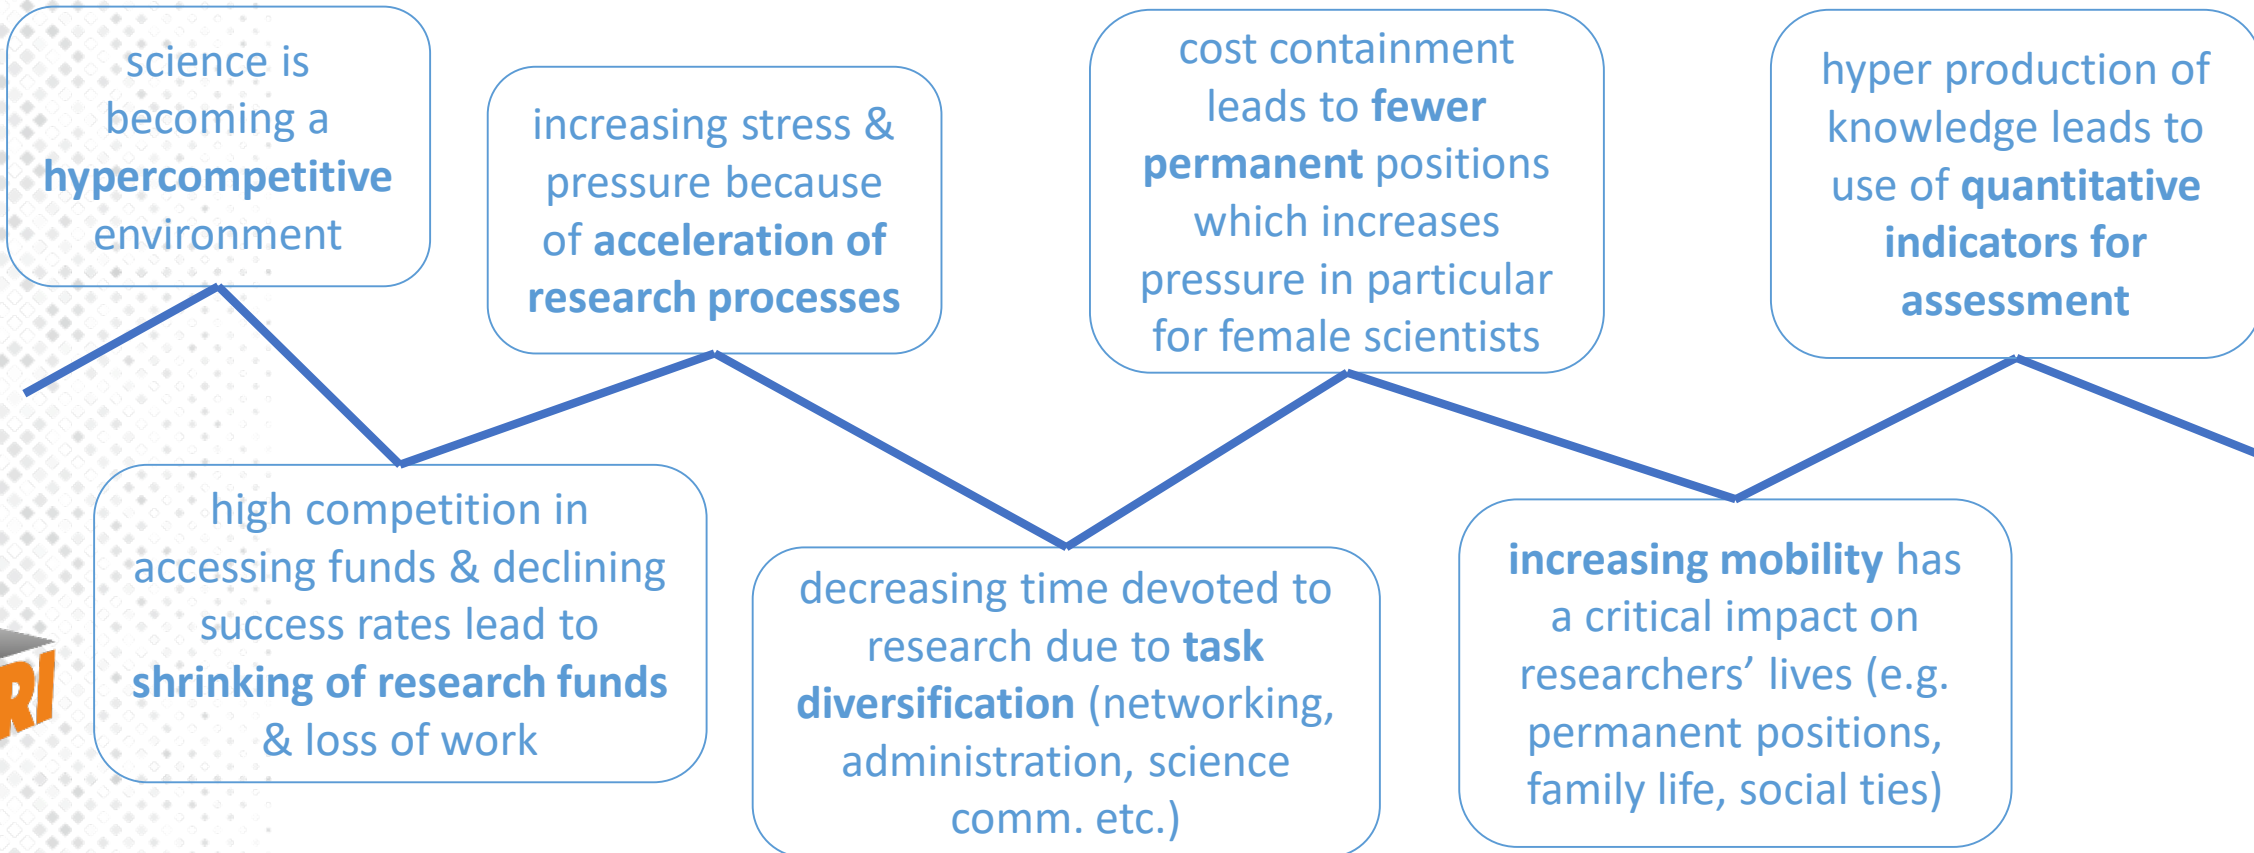 science is
becoming a
hypercompetitive
environment
high competition in
accessing funds & declining
success rates lead to
shrinking of research funds
& loss of work
increasing stress &
pressure because
of acceleration of
research processes
decreasing time devoted to
research due to task
diversification (networking,
administration, science
comm. etc.)
cost containment
leads to fewer
permanent positions
which increases
pressure in particular
for female scientists
increasing mobility has
a critical impact on
researchers’ lives (e.g.
permanent positions,
family life, social ties)
hyper production of
knowledge leads to
use of quantitative
indicators for
assessment
RI